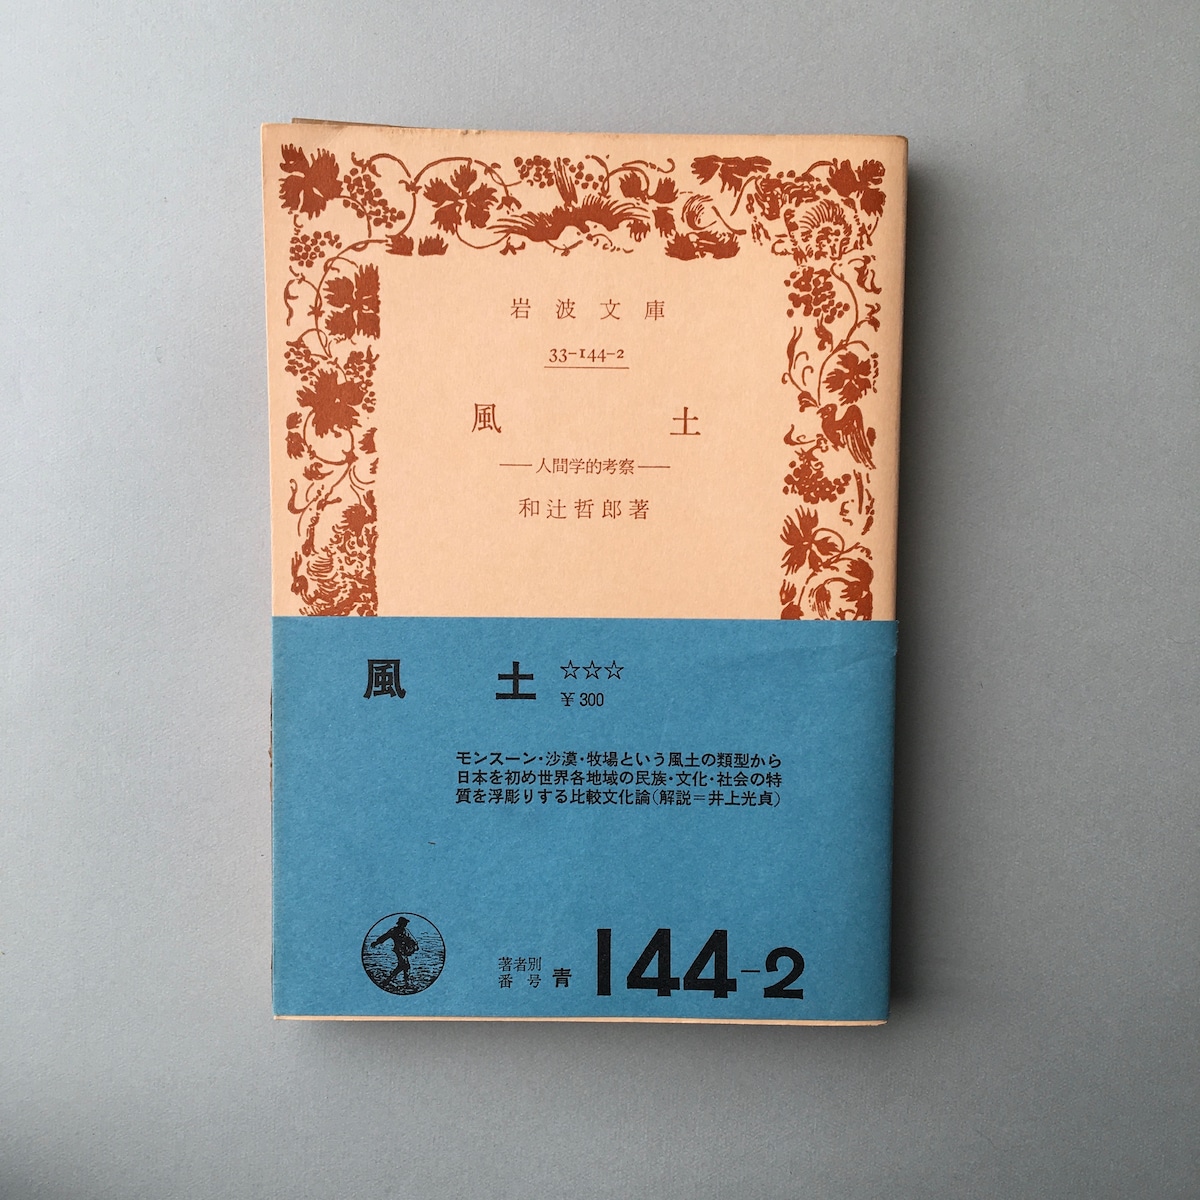 岩波文庫
33-144-2
風土
—人間学的考察—
和辻哲郎著
風土 ☆☆☆
¥300
モンスーン・沙漠・牧場という風土の類型から
日本を初め世界各地域の民族・文化・社会の特
質を浮彫りする比較文化論(解説＝井上光貞)
著者別
番号 青 144-2